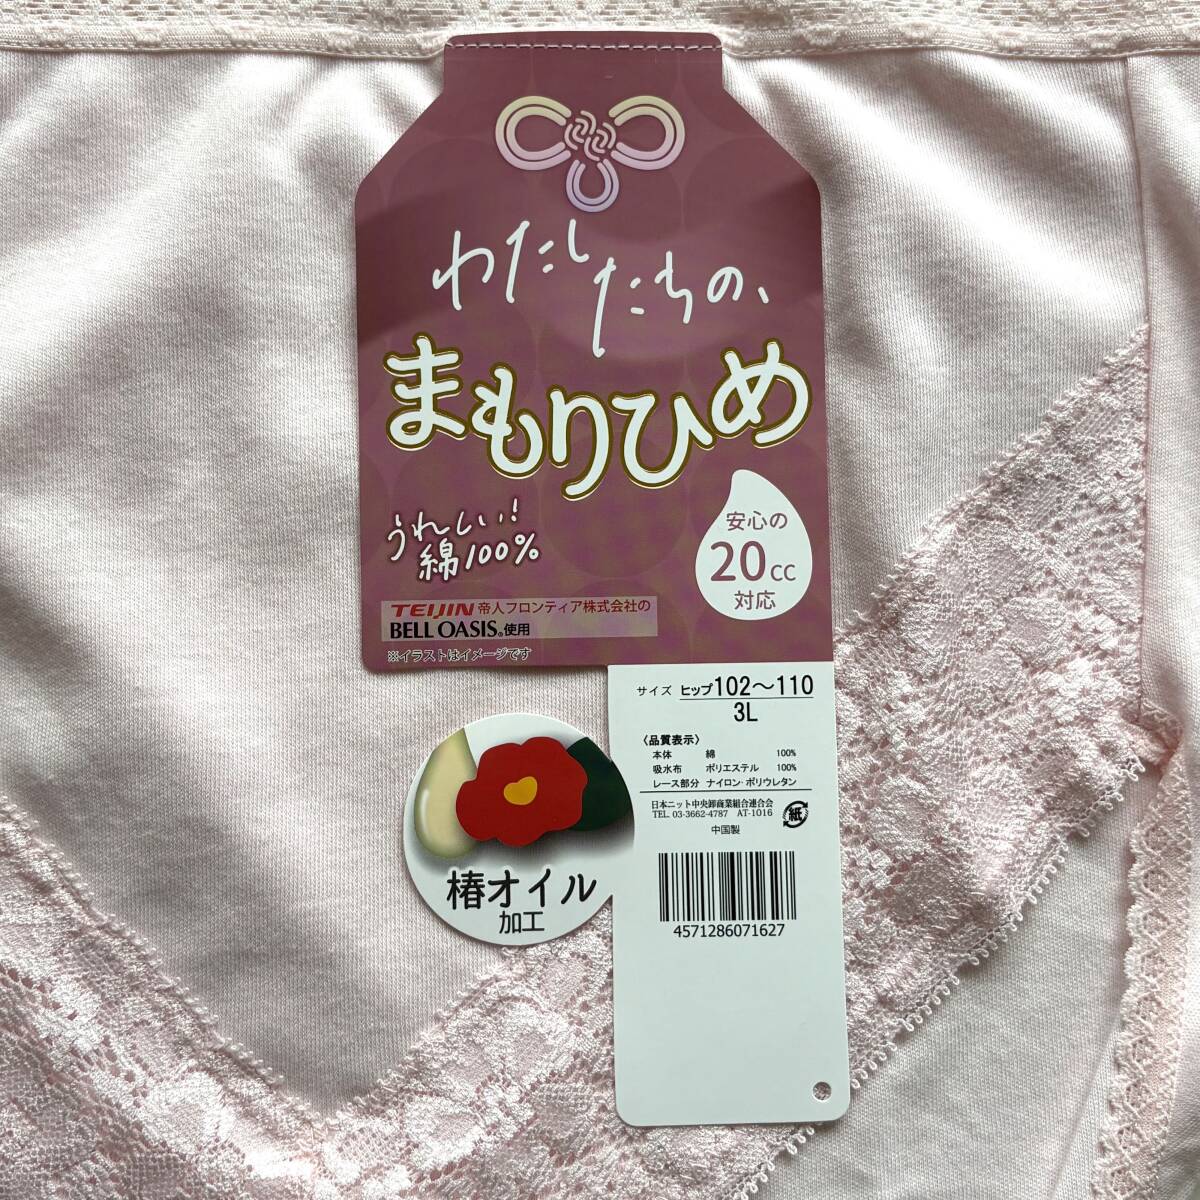 わたし
たちの、
まもりひめ
うれしい!
綿100%
安心の
20cc
対応
TEIJIN 帝人フロンティア株式会社の
BELL OASIS®使用
※イラストはイメージです
サイズ ヒップ102〜110
3L
〈品質表示〉
本体 綿 100%
吸水布 ポリエステル 100%
レース部分 ナイロン・ポリウレタン
日本ニット中央卸商業組合連合会
TEL. 03-3662-4787 AT-1016
紙
中国製
椿オイル
加工
4571286071627